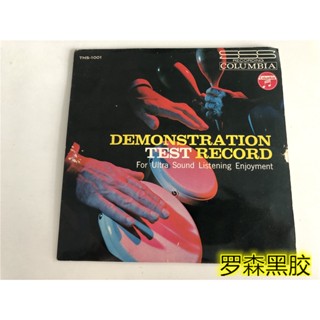 THS-1001
COLUMBIA
DEMONSTRATION
TEST RECORD
For Ultra Sound Listening Enjoyment
罗森黑胶